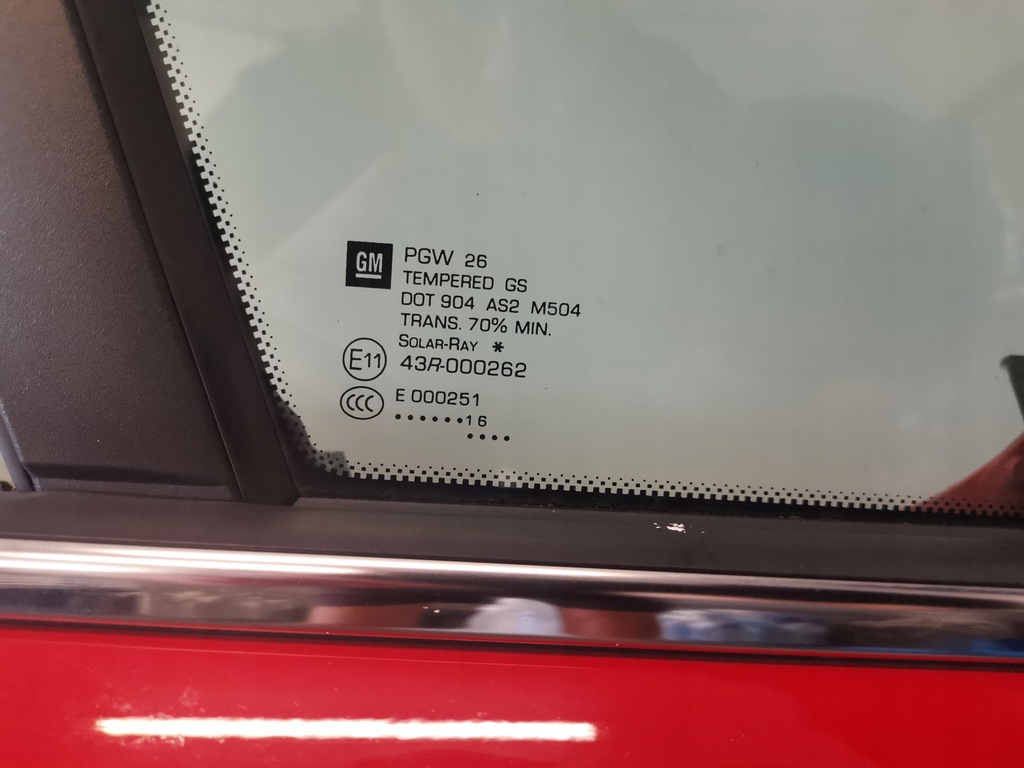 GM
PGW 26
TEMPERED GS
DOT 904 AS2 M504
TRANS. 70% MIN.
SOLAR-RAY *
E11 43R-000262
CCC E 000251
••••••16
••••